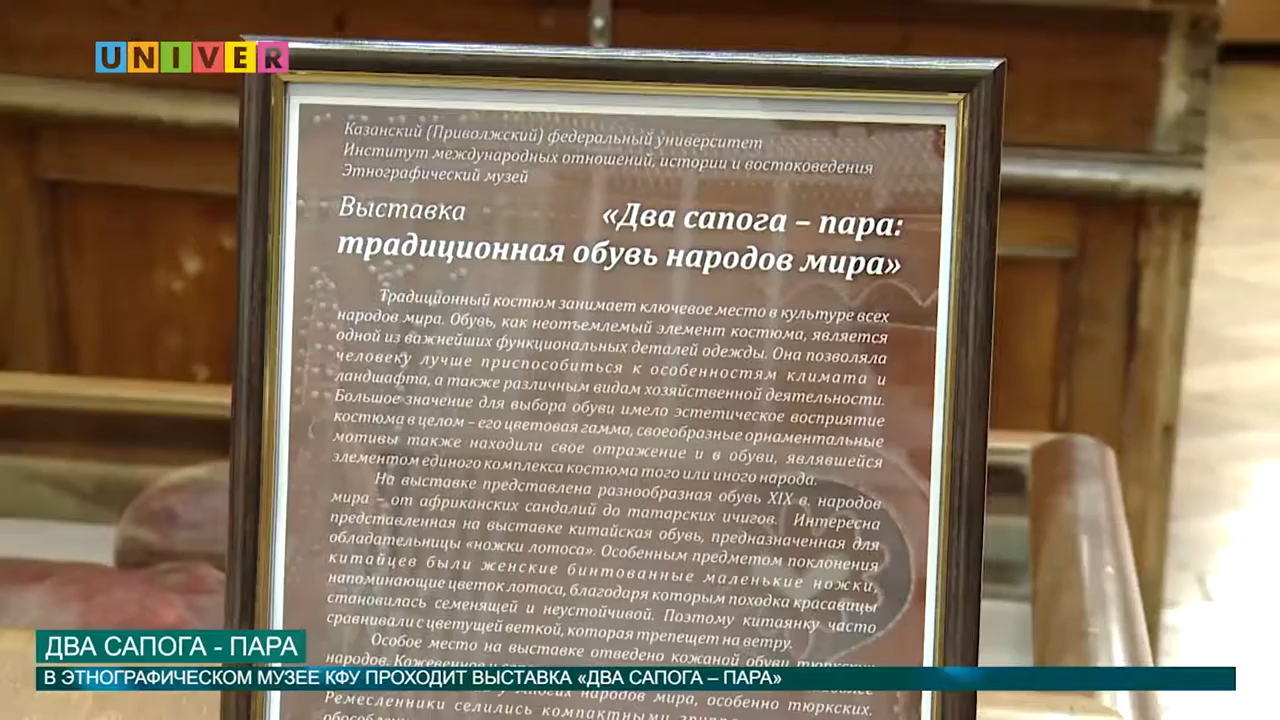 UNIVER
Казанский (Приволжский) федеральный университет
Институт международных отношений, истории и востоковедения
Этнографический музей
Выставка «Два сапога – пара:
традиционная обувь народов мира»
Традиционный костюм занимает ключевое место в культуре всех
народов мира. Обувь, как неотъемлемый элемент костюма, является
одной из важнейших функциональных деталей одежды. Она позволяла
человеку лучше приспособиться к особенностям климата и
ландшафта, а также различным видам хозяйственной деятельности.
Большое значение для выбора обуви имело эстетическое восприятие
костюма в целом – его цветовая гамма, своеобразные орнаментальные
мотивы также находили свое отражение и в обуви, являвшейся
элементом единого комплекса костюма того или иного народа.
На выставке представлена разнообразная обувь XIX в. народов
мира – от африканских сандалий до татарских ичигов. Интересна
представленная на выставке китайская обувь, предназначенная для
обладательницы «ножки лотоса». Особенным предметом поклонения
китайцев были женские бинтованные маленькие ножки,
напоминающие цветок лотоса, благодаря которым походка красавицы
становилась семенящей и неустойчивой. Поэтому китаянку часто
сравнивали с цветущей веткой, которая трепещет на ветру.
Особое место на выставке отведено кожаной обуви тюркских
народов. Кожевенное и
у многих народов мира, особенно тюркских.
Ремесленники селились компактными
ДВА САПОГА - ПАРА
В ЭТНОГРАФИЧЕСКОМ МУЗЕЕ КФУ ПРОХОДИТ ВЫСТАВКА «ДВА САПОГА – ПАРА»